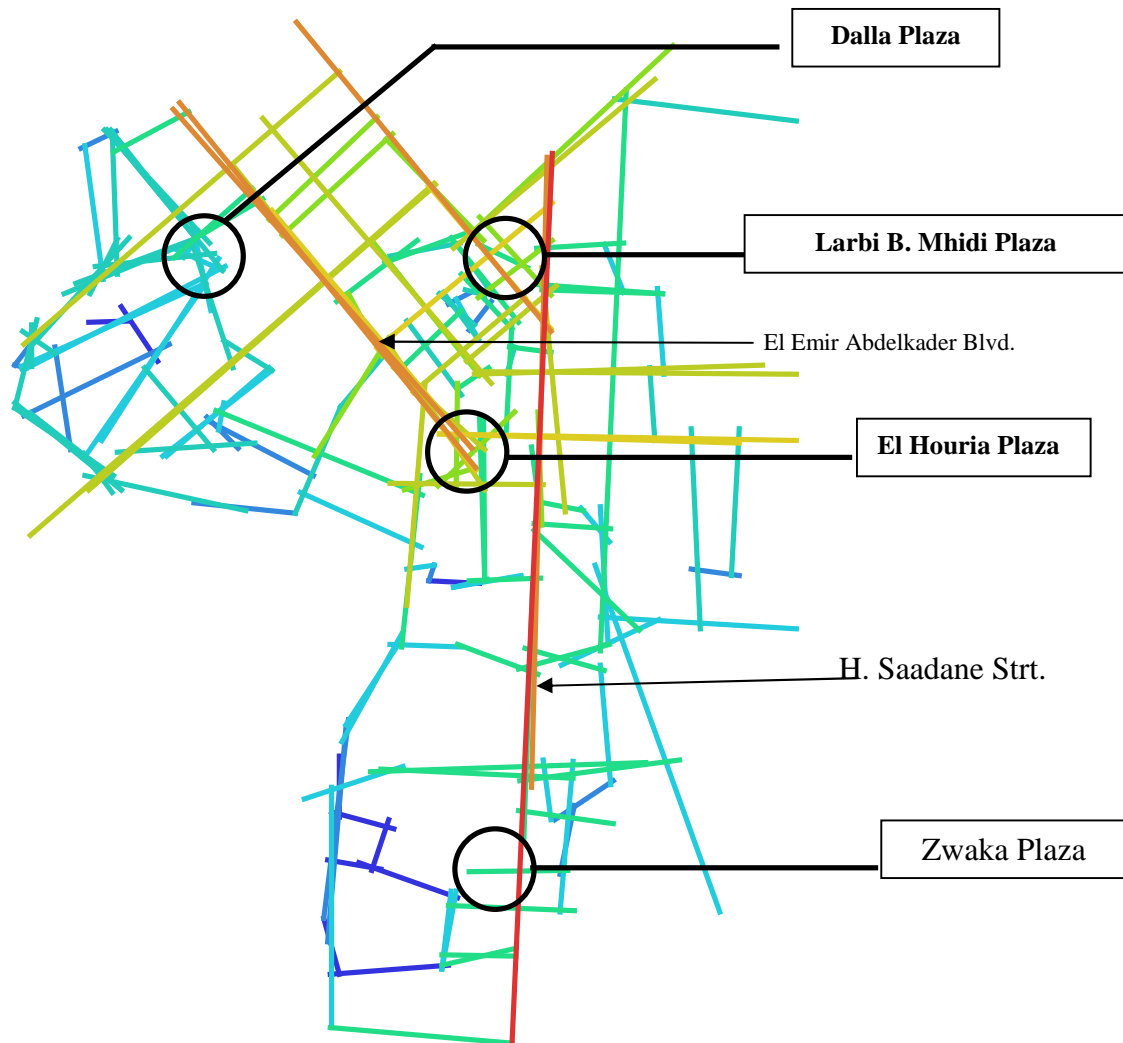 Dalla Plaza
Larbi B. Mhidi Plaza
El Emir Abdelkader Blvd.
El Houria Plaza
H. Saadane Strt.
Zwaka Plaza